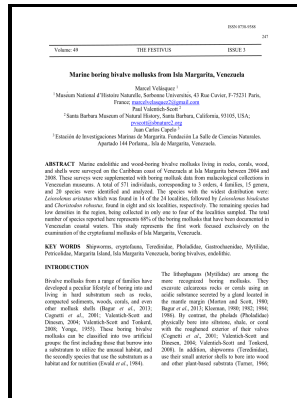 ISSN 0738-9388
247
Volume: 49 THE FESTIVUS ISSUE 3
Marine boring bivalve mollusks from Isla Margarita, Venezuela
Marcel Velásquez 1
1 Museum National d'Histoire Naturelle, Sorbonne Universites, 43 Rue Cuvier, F-75231 Paris,
France; marcelvelasquez2@gmail.com
Paul Valentich-Scott 2
2 Santa Barbara Museum of Natural History, Santa Barbara, California, 93105, USA;
pvscott@sbnature2.org
Juan Carlos Capelo 3
3 Estación de Investigaciones Marinas de Margarita. Fundación La Salle de Ciencias Naturales.
Apartado 144 Porlama,, Isla de Margarita, Venezuela.
ABSTRACT Marine endolithic and wood-boring bivalve mollusks living in rocks, corals, wood,
and shells were surveyed on the Caribbean coast of Venezuela at Isla Margarita between 2004 and
2008. These surveys were supplemented with boring mollusk data from malacological collections in
Venezuelan museums. A total of 571 individuals, corresponding to 3 orders, 4 families, 15 genera,
and 20 species were identified and analyzed. The species with the widest distribution were:
Leiosolenus aristatus which was found in 14 of the 24 localities, followed by Leiosolenus bisulcatus
and Choristodon robustus, found in eight and six localities, respectively. The remaining species had
low densities in the region, being collected in only one to four of the localities sampled. The total
number of species reported here represents 68% of the boring mollusks that have been documented in
Venezuelan coastal waters. This study represents the first work focused exclusively on the
examination of the cryptofaunal mollusks of Isla Margarita, Venezuela.
KEY WORDS Shipworms, cryptofauna, Teredinidae, Pholadidae, Gastrochaenidae, Mytilidae,
Petricolidae, Margarita Island, Isla Margarita Venezuela, boring bivalves, endolithic.
INTRODUCTION
Bivalve mollusks from a range of families have
developed a peculiar lifestyle of boring into and
living in hard substratum such as rocks,
compacted sediments, woods, corals, and even
other mollusk shells (Bagur et al., 2013;
Cognetti et al., 2001; Valentich-Scott and
Dinesen, 2004; Valentich-Scott and Tonkend,
2008; Yonge, 1955). These boring bivalve
mollusks can be classified into two artificial
groups: the first including those that burrow into
a substratum to utilize the unusual habitat, and
the secondly species that use the substratum as a
habitat and for nutrition (Ewald et al., 1984).
The lithophagans (Mytilidae) are among the
more recognized boring mollusks. They
excavate calcareous rocks or corals using an
acidic substance secreted by a gland located in
the mantle margin (Morton and Scott, 1980;
Bagur et al., 2013; Kleeman, 1980; 1982; 1984;
1996). By contrast, the pholads (Pholadidae)
physically bore into siltstone, shale, or coral
with the roughened exterior of their valves
(Cognetti et al., 2001; Valentich-Scott and
Dinesen, 2004; Valentich-Scott and Tonkend,
2008). In addition, shipworms (Teredinidae),
use their small anterior shells to bore into wood
and other plant-based substrata (Turner, 1966;